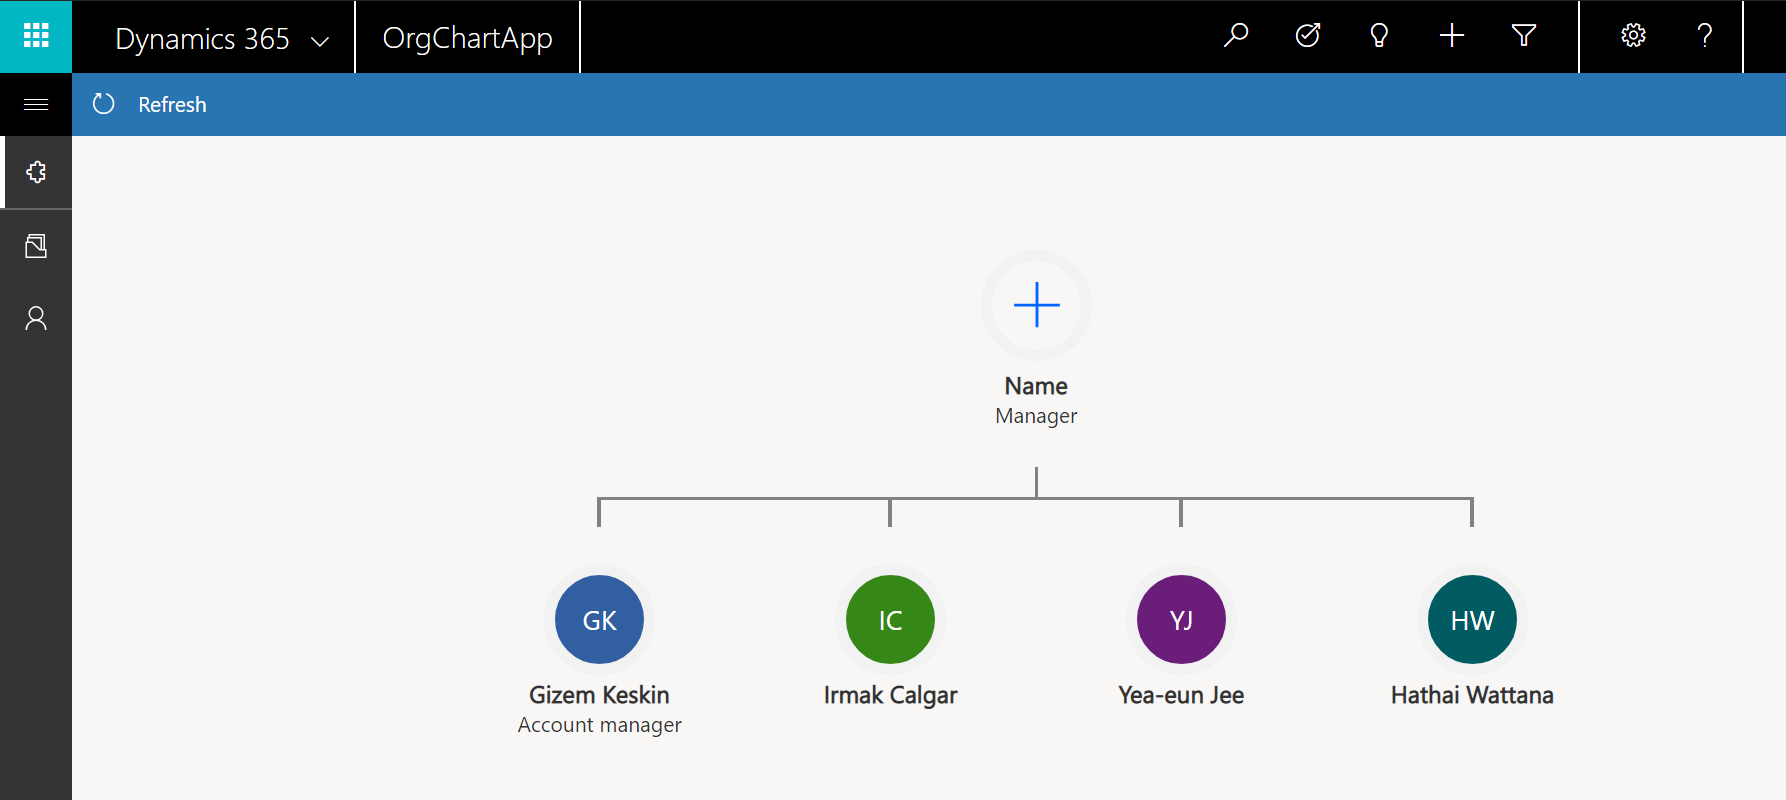 Dynamics 365
OrgChartApp
?
Refresh
Name
Manager
GK
IC
YJ
HW
Gizem Keskin
Irmak Calgar
Yea-eun Jee
Hathai Wattana
Account manager